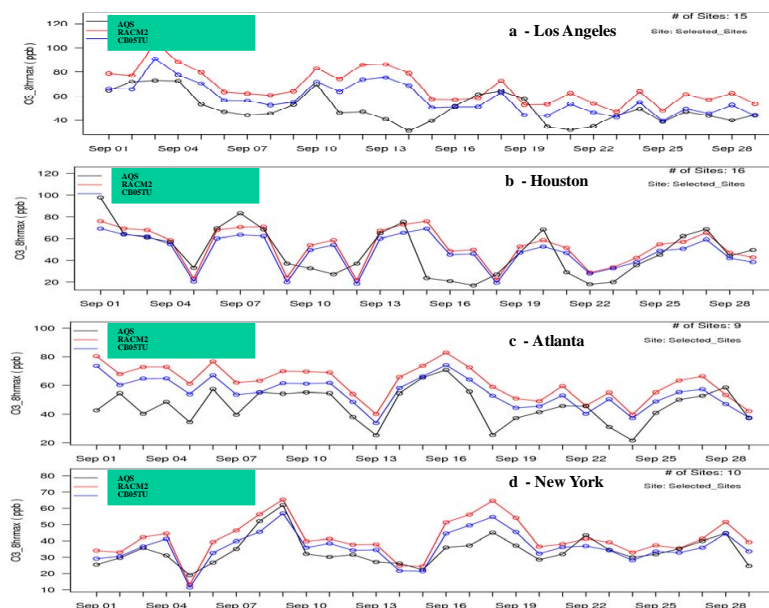 AQS
RACM2
CB05TU
a - Los Angeles
# of Sites: 15
Site: Selected_Sites
O3_8hrmax ( ppb)
120
100
80
60
40
Sep 01 Sep 04 Sep 07 Sep 10 Sep 13 Sep 16 Sep 19 Sep 22 Sep 25 Sep 28
AQS
RACM2
CB05TU
b - Houston
# of Sites: 16
Site: Selected_Sites
O3_8hrmax ( ppb)
120
100
80
60
40
20
Sep 01 Sep 04 Sep 07 Sep 10 Sep 13 Sep 16 Sep 19 Sep 22 Sep 25 Sep 28
AQS
RACM2
CB05TU
c - Atlanta
# of Sites: 9
Site: Selected_Sites
O3_8hrmax ( ppb)
100
80
60
40
20
Sep 01 Sep 04 Sep 07 Sep 10 Sep 13 Sep 16 Sep 19 Sep 22 Sep 25 Sep 28
AQS
RACM2
CB05TU
d - New York
# of Sites: 10
Site: Selected_Sites
O3_8hrmax ( ppb)
80
70
60
50
40
30
20
10
Sep 01 Sep 04 Sep 07 Sep 10 Sep 13 Sep 16 Sep 19 Sep 22 Sep 25 Sep 28